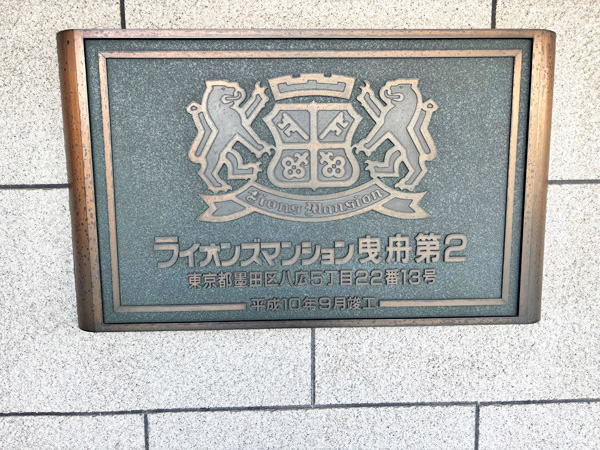 Lions Mansion
ライオンズマンション曳舟第2
東京都墨田区八広5丁目22番13号
平成10年9月竣工